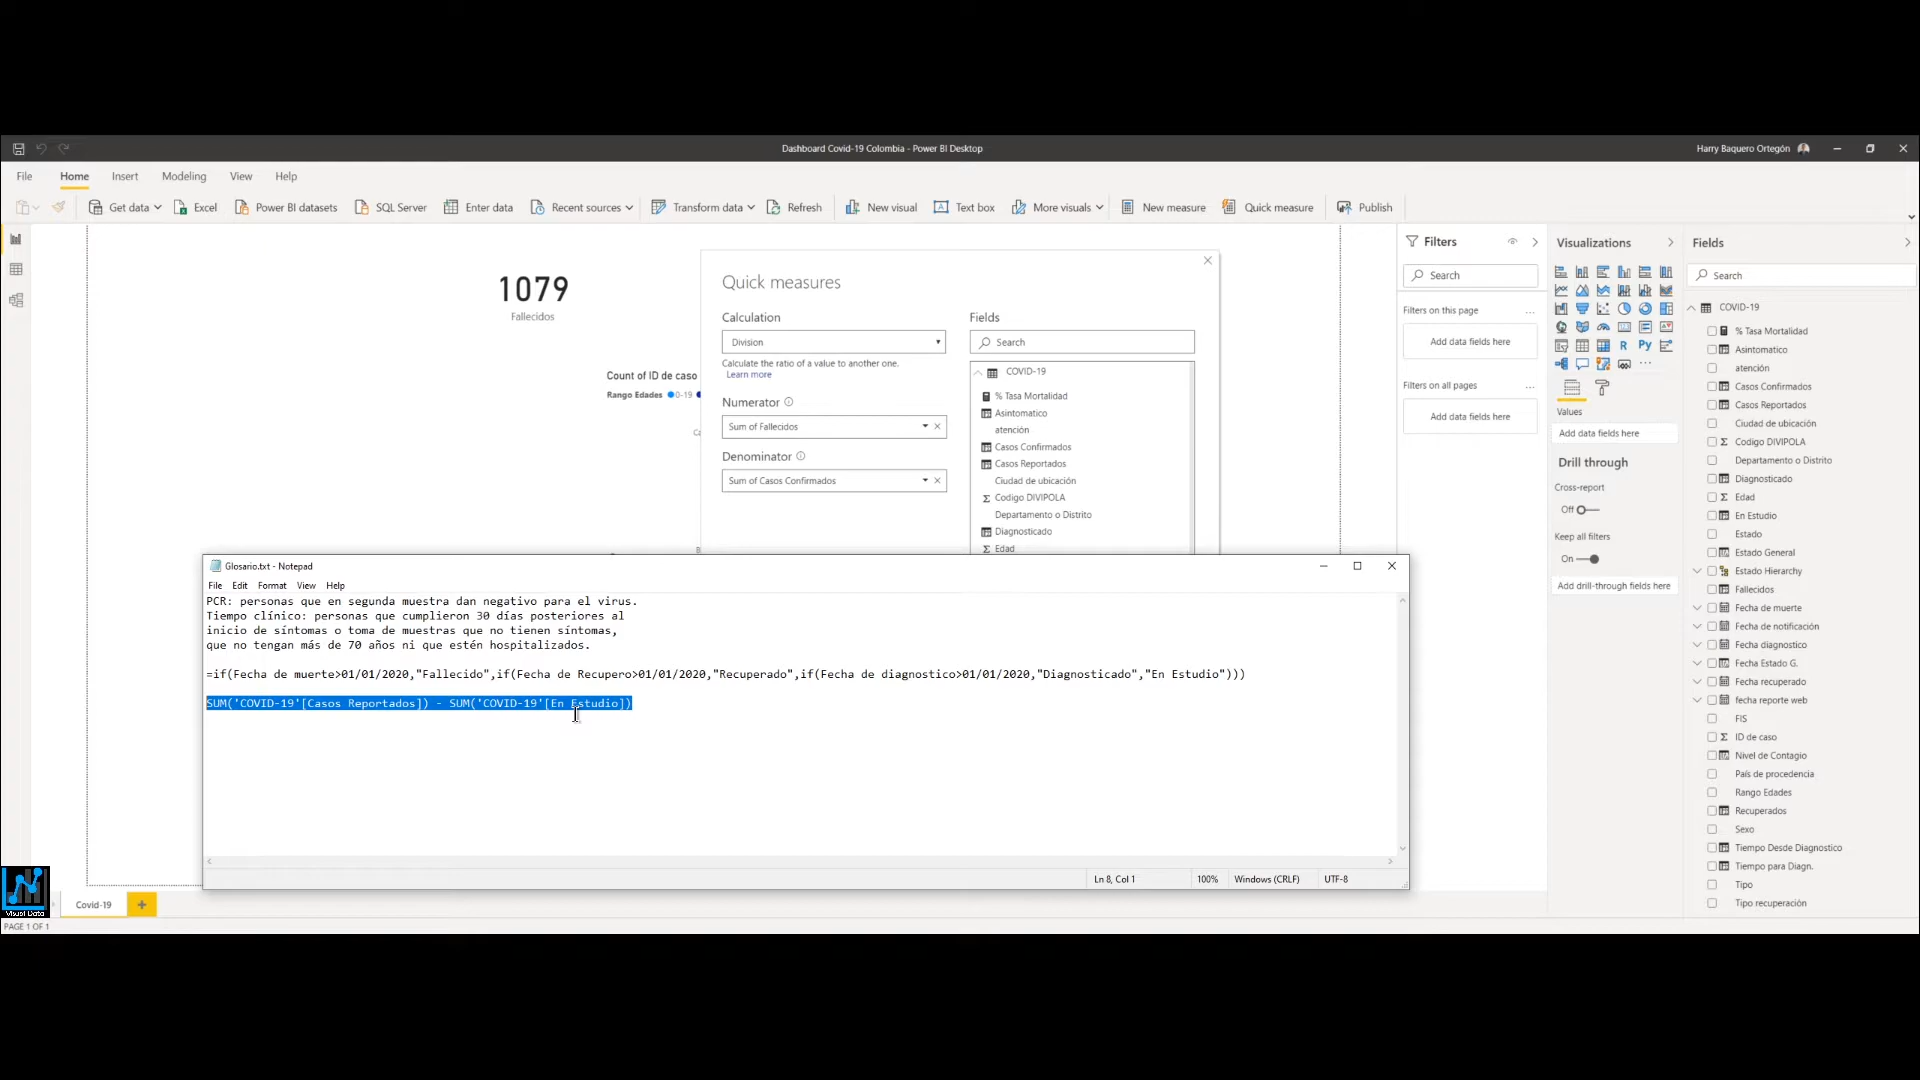 Dashboard Covid-19 Colombia - Power BI Desktop
Harry Baquero Ortegón
File Home Insert Modeling View Help
Get data Excel Power BI datasets SQL Server Enter data Recent sources Transform data Refresh New visual Text box More visuals New measure Quick measure Publish
1079
Fallecidos
Count of ID de caso
Rango Edades 0-19
Quick measures
Calculation
Division
Calculate the ratio of a value to another one.
Learn more
Numerator
Sum of Fallecidos
Denominator
Sum of Casos Confirmados
Fields
Search
COVID-19
% Tasa Mortalidad
Asintomatico
atención
Casos Confirmados
Casos Reportados
Ciudad de ubicación
Codigo DIVIPOLA
Departamento o Distrito
Diagnosticado
Edad
Glosario.txt - Notepad
File Edit Format View Help
PCR: personas que en segunda muestra dan negativo para el virus.
Tiempo clínico: personas que cumplieron 30 días posteriores al
inicio de síntomas o toma de muestras que no tienen síntomas,
que no tengan más de 70 años ni que estén hospitalizados.
=if(Fecha de muerte>01/01/2020,"Fallecido",if(Fecha de Recupero>01/01/2020,"Recuperado",if(Fecha de diagnostico>01/01/2020,"Diagnosticado","En Estudio")))
SUM('COVID-19'[Casos Reportados]) - SUM('COVID-19'[En Estudio])
Ln 8, Col 1 100% Windows (CRLF) UTF-8
Filters
Search
Filters on this page
Add data fields here
Filters on all pages
Add data fields here
Visualizations
R Py
Values
Add data fields here
Drill through
Cross-report
Off
Keep all filters
On
Add drill-through fields here
Fields
Search
COVID-19
% Tasa Mortalidad
Asintomatico
atención
Casos Confirmados
Casos Reportados
Ciudad de ubicación
Codigo DIVIPOLA
Departamento o Distrito
Diagnosticado
Edad
En Estudio
Estado
Estado General
Estado Hierarchy
Fallecidos
Fecha de muerte
Fecha de notificación
Fecha diagnostico
Fecha Estado G.
Fecha recuperado
fecha reporte web
FIS
ID de caso
Nivel de Contagio
País de procedencia
Rango Edades
Recuperados
Sexo
Tiempo Desde Diagnostico
Tiempo para Diagn.
Tipo
Tipo recuperación
Visual Data
Covid-19
PAGE 1 OF 1